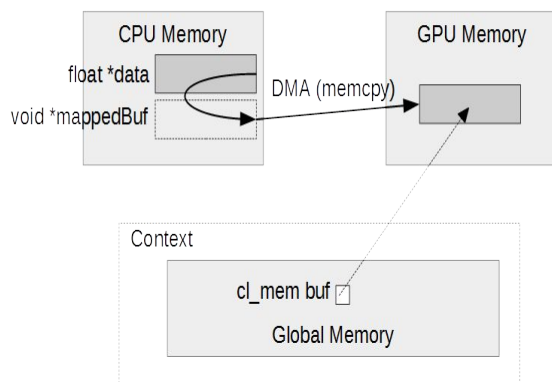 CPU Memory
GPU Memory
float *data
DMA (memcpy)
void *mappedBuf
Context
cl_mem buf
Global Memory